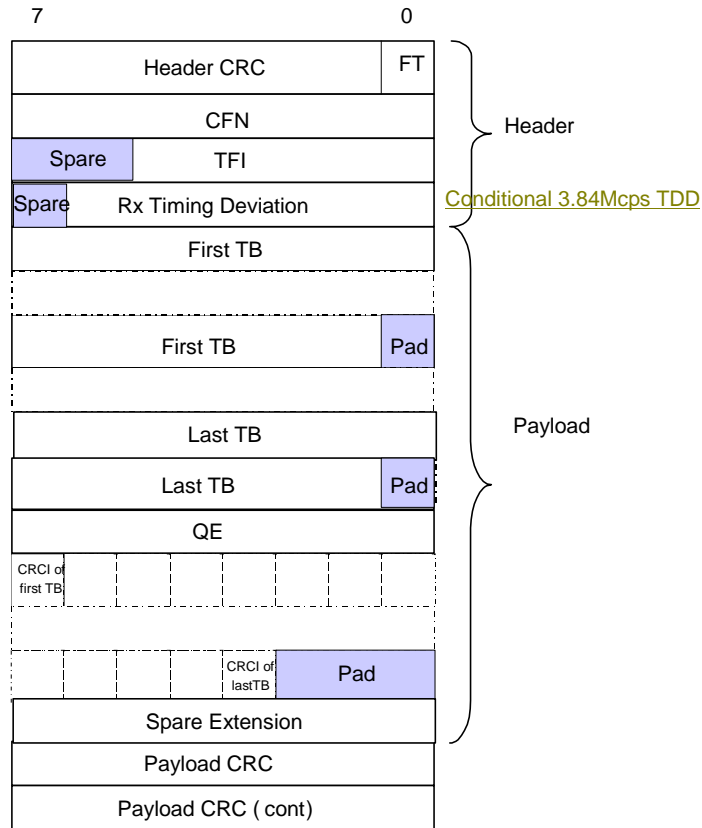 7 0
Header CRC FT
CFN
Header
Spare TFI
Spare Rx Timing Deviation Conditional 3.84Mcps TDD
First TB
First TB Pad
Payload
Last TB
Last TB Pad
QE
CRCI of
first TB
CRCI of
lastTB
Pad
Spare Extension
Payload CRC
Payload CRC ( cont)